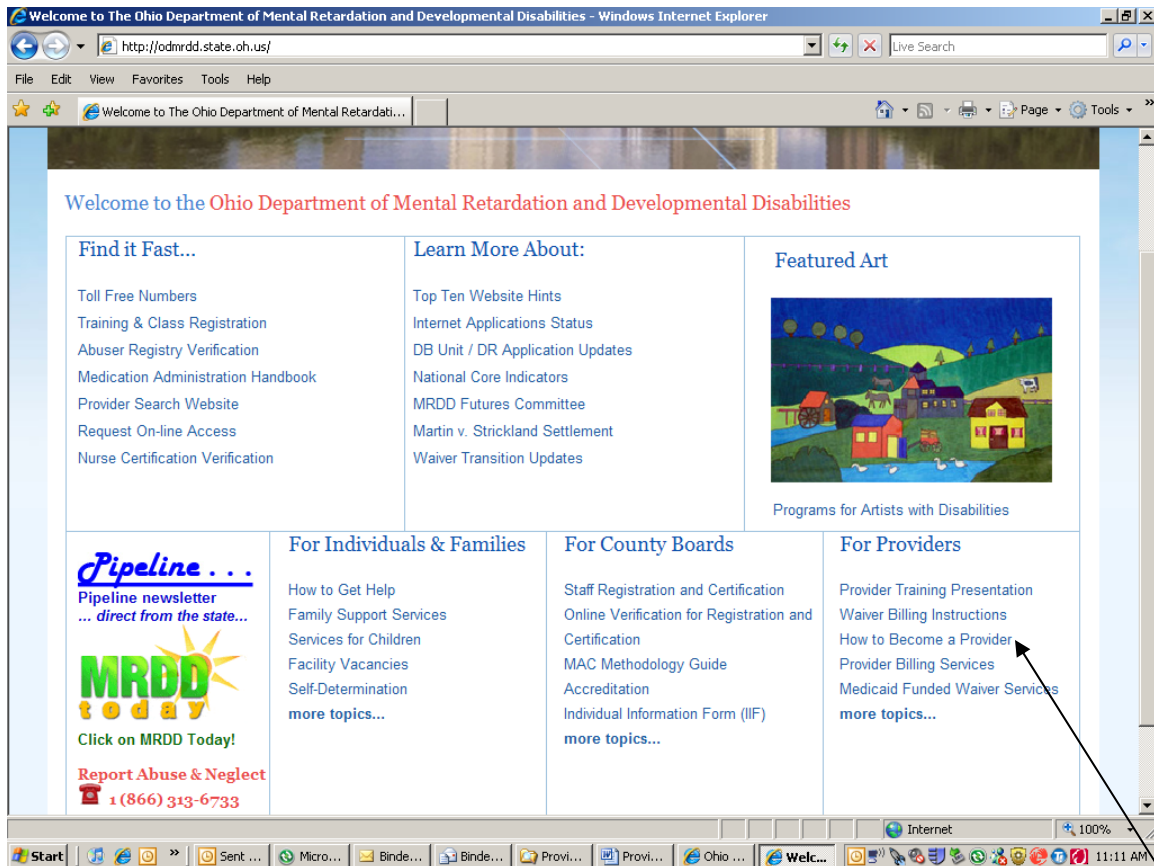 Welcome to The Ohio Department of Mental Retardation and Developmental Disabilities - Windows Internet Explorer
http://odmrdd.state.oh.us/
Live Search
File Edit View Favorites Tools Help
Welcome to The Ohio Department of Mental Retardati...
Page Tools »
Welcome to the Ohio Department of Mental Retardation and Developmental Disabilities
Find it Fast...
Toll Free Numbers
Training & Class Registration
Abuser Registry Verification
Medication Administration Handbook
Provider Search Website
Request On-line Access
Nurse Certification Verification
Learn More About:
Top Ten Website Hints
Internet Applications Status
DB Unit / DR Application Updates
National Core Indicators
MRDD Futures Committee
Martin v. Strickland Settlement
Waiver Transition Updates
Featured Art
Programs for Artists with Disabilities
Pipeline . . .
Pipeline newsletter
... direct from the state...
MRDD
today
Click on MRDD Today!
Report Abuse & Neglect
1 (866) 313-6733
For Individuals & Families
How to Get Help
Family Support Services
Services for Children
Facility Vacancies
Self-Determination
more topics...
For County Boards
Staff Registration and Certification
Online Verification for Registration and
Certification
MAC Methodology Guide
Accreditation
Individual Information Form (IIF)
more topics...
For Providers
Provider Training Presentation
Waiver Billing Instructions
How to Become a Provider
Provider Billing Services
Medicaid Funded Waiver Services
more topics...
Internet 100%
Start » Sent ... Micro... Binde... Binde... Provi... Provi... Ohio ... Welc... 11:11 AM